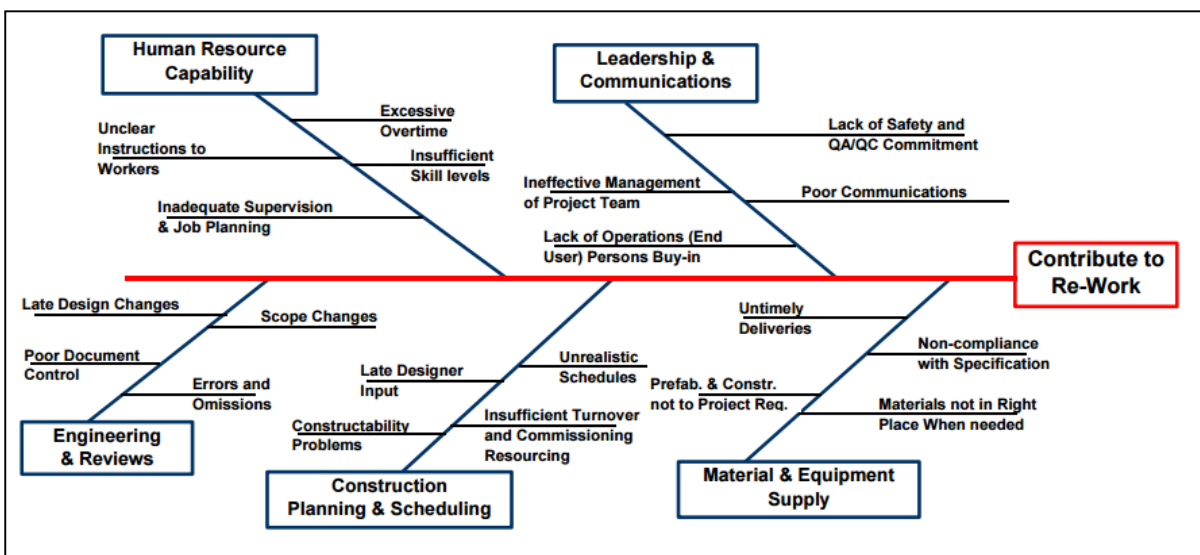 Human Resource
Capability
Excessive
Overtime
Unclear
Instructions to
Workers
Insufficient
Skill levels
Inadequate Supervision
& Job Planning
Leadership &
Communications
Lack of Safety and
QA/QC Commitment
Ineffective Management
of Project Team
Poor Communications
Lack of Operations (End
User) Persons Buy-in
Contribute to
Re-Work
Late Design Changes
Scope Changes
Poor Document
Control
Errors and
Omissions
Engineering
& Reviews
Unrealistic
Schedules
Late Designer
Input
Insufficient Turnover
and Commissioning
Resourcing
Constructability
Problems
Construction
Planning & Scheduling
Untimely
Deliveries
Non-compliance
with Specification
Prefab. & Constr.
not to Project Req.
Materials not in Right
Place When needed
Material & Equipment
Supply